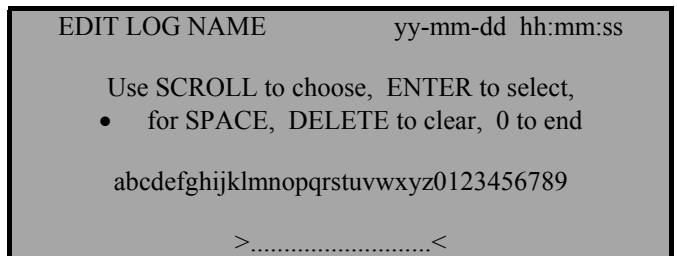 EDIT LOG NAME yy-mm-dd hh:mm:ss
Use SCROLL to choose, ENTER to select,
• for SPACE, DELETE to clear, 0 to end
abcdefghijklmnopqrstuvwxyz0123456789
>...........................<